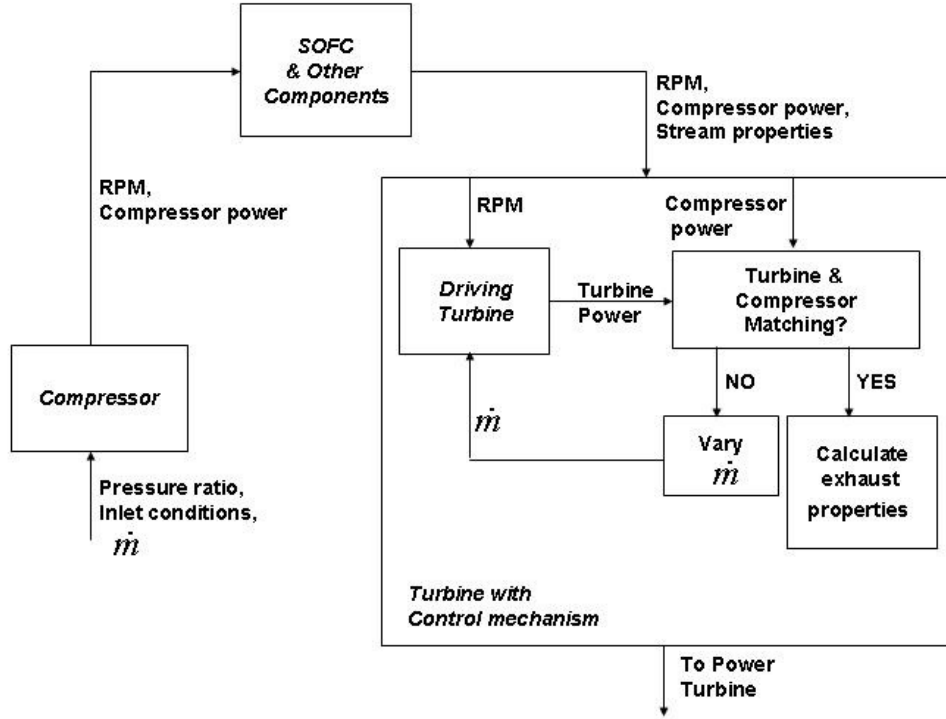 SOFC
& Other
Components
RPM,
Compressor power,
Stream properties
RPM,
Compressor power
RPM
Compressor
power
Driving
Turbine
Turbine
Power
Turbine &
Compressor
Matching?
NO
YES
Compressor
ṁ
Vary
ṁ
Calculate
exhaust
properties
Pressure ratio,
Inlet conditions,
ṁ
Turbine with
Control mechanism
To Power
Turbine